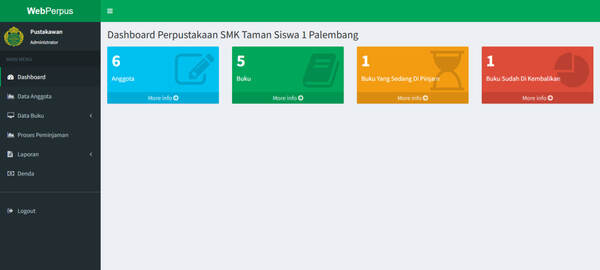 WebPerpus
Pustakawan
Administrator
MAIN MENU
Dashboard
Data Anggota
Data Buku
Proses Peminjaman
Laporan
Denda
Logout
Dashboard Perpustakaan SMK Taman Siswa 1 Palembang
6
Anggota
More Info
5
Buku
More Info
1
Buku Yang Sedang Di Pinjam
More Info
1
Buku Sudah Di Kembalikan
More Info